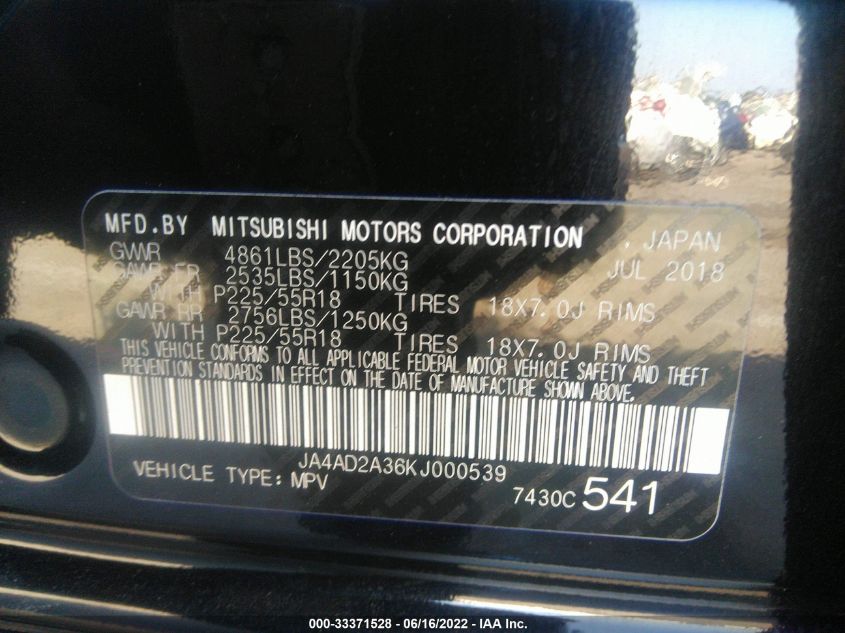 MFD.BY MITSUBISHI MOTORS CORPORATION , JAPAN
GVWR 4861LBS/2205KG JUL 2018
GAWR FR 2535LBS/1150KG
WITH P225/55R18 TIRES 18X7.0J RIMS
GAWR RR 2756LBS/1250KG
WITH P225/55R18 TIRES 18X7.0J RIMS
THIS VEHICLE CONFORMS TO ALL APPLICABLE FEDERAL MOTOR VEHICLE SAFETY AND THEFT
PREVENTION STANDARDS IN EFFECT ON THE DATE OF MANUFACTURE SHOWN ABOVE.
JA4AD2A36KJ000539
VEHICLE TYPE: MPV
7430C 541
000-33371528 - 06/16/2022 - IAA Inc.